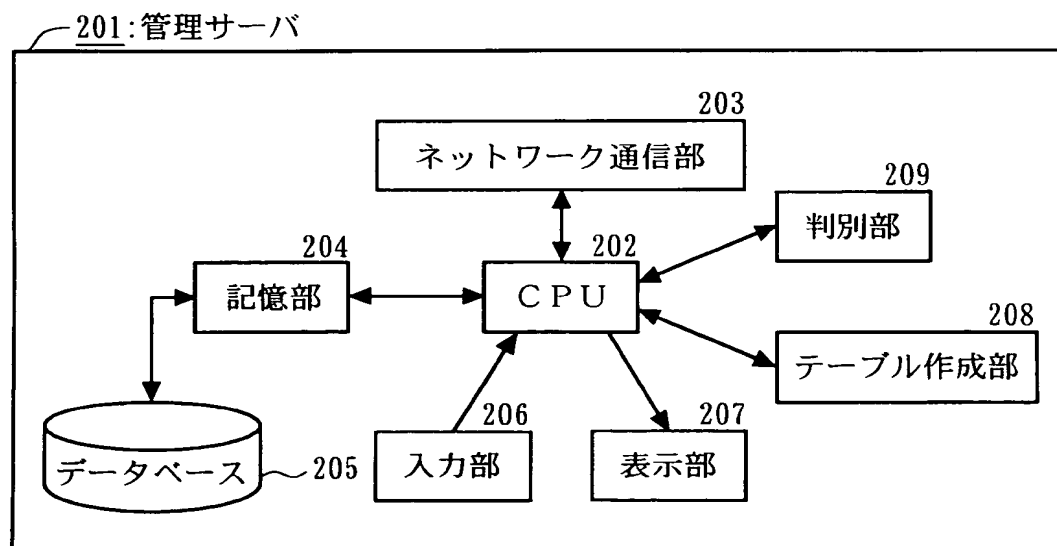 201:管理サーバ
203
ネットワーク通信部
209
判別部
204
記憶部
202
CPU
208
テーブル作成部
205
データベース
206
入力部
207
表示部